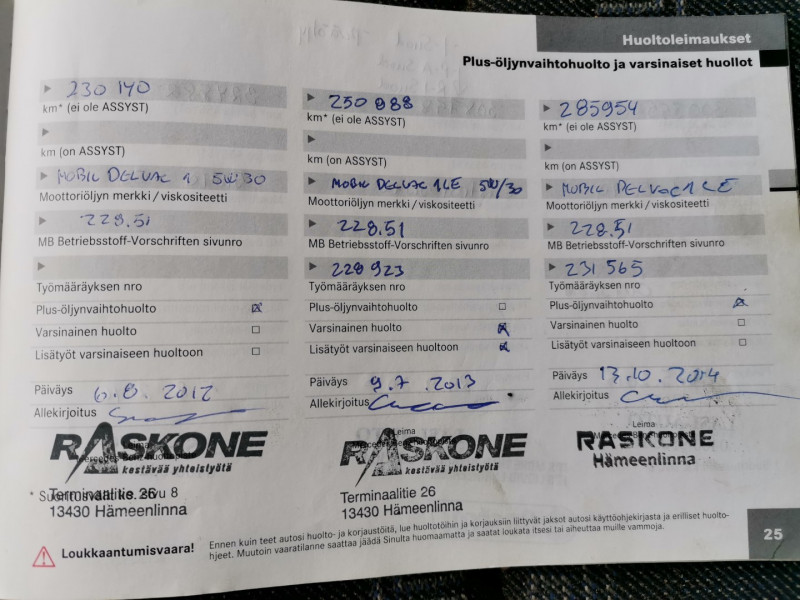 Huoltoleimaukset
Plus-öljynvaihtohuolto ja varsinaiset huollot
230 140
km* (ei ole ASSYST)
km (on ASSYST)
MOBIL DELVAC 1 5W30
Moottoriöljyn merkki / viskositeetti
228.51
MB Betriebsstoff-Vorschriften sivunro
Työmääräyksen nro
Plus-öljynvaihtohuolto
Varsinainen huolto
Lisätyöt varsinaiseen huoltoon
Päiväys 6.8. 2012
Allekirjoitus
RASKONE
kestävää yhteistyötä
Terminaalitie 26
13430 Hämeenlinna
250 988
km* (ei ole ASSYST)
km (on ASSYST)
MOBIL DELVAC 1LE 5W/30
Moottoriöljyn merkki / viskositeetti
228.51
MB Betriebsstoff-Vorschriften sivunro
228 923
Työmääräyksen nro
Plus-öljynvaihtohuolto
Varsinainen huolto
Lisätyöt varsinaiseen huoltoon
Päiväys 9.7.2013
Allekirjoitus
Leima
RASKONE
kestävää yhteistyötä
Terminaalitie 26
13430 Hämeenlinna
285954
km* (ei ole ASSYST)
km (on ASSYST)
MOBIL DELVAC 1 LE
Moottoriöljyn merkki / viskositeetti
228.51
MB Betriebsstoff-Vorschriften sivunro
231 565
Työmääräyksen nro
Plus-öljynvaihtohuolto
Varsinainen huolto
Lisätyöt varsinaiseen huoltoon
Päiväys 13.10.2014
Allekirjoitus
Leima
RASKONE
Hämeenlinna
sivu 8
Loukkaantumisvaara!
Ennen kuin teet autosi huolto- ja korjaustöitä, lue huoltotöihin ja korjauksiin liittyvät jaksot autosi käyttöohjekirjasta ja erilliset huolto-
ohjeet. Muutoin vaaratilanne saattaa jäädä Sinulta huomaamatta ja saatat loukata itsesi tai aiheuttaa muille vammoja.
25